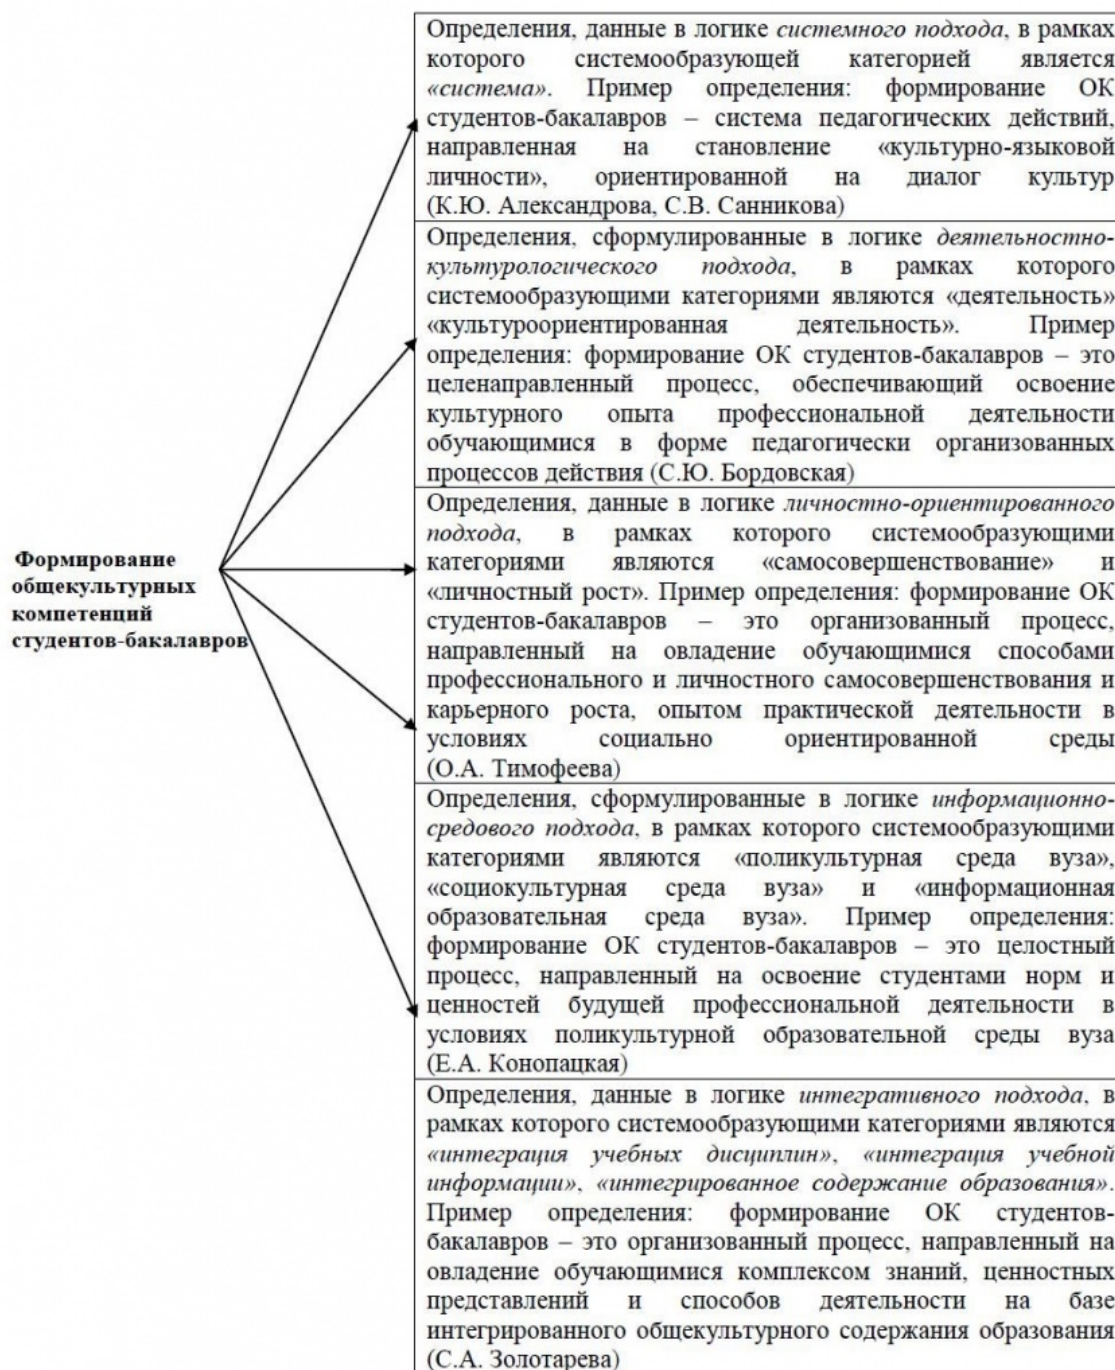 Формирование
общекультурных
компетенций
студентов-бакалавров
Определения, данные в логике системного подхода, в рамках
которого системообразующей категорией является
«система». Пример определения: формирование ОК
студентов-бакалавров – система педагогических действий,
направленная на становление «культурно-языковой
личности», ориентированной на диалог культур
(К.Ю. Александрова, С.В. Санникова)
Определения, сформулированные в логике деятельностно-
культурологического подхода, в рамках которого
системообразующими категориями являются «деятельность»
«культуроориентированная деятельность». Пример
определения: формирование ОК студентов-бакалавров – это
целенаправленный процесс, обеспечивающий освоение
культурного опыта профессиональной деятельности
обучающимися в форме педагогически организованных
процессов действия (С.Ю. Бордовская)
Определения, данные в логике личностно-ориентированного
подхода, в рамках которого системообразующими
категориями являются «самосовершенствование» и
«личностный рост». Пример определения: формирование ОК
студентов-бакалавров – это организованный процесс,
направленный на овладение обучающимися способами
профессионального и личностного самосовершенствования и
карьерного роста, опытом практической деятельности в
условиях социально ориентированной среды
(О.А. Тимофеева)
Определения, сформулированные в логике информационно-
средового подхода, в рамках которого системообразующими
категориями являются «поликультурная среда вуза»,
«социокультурная среда вуза» и «информационная
образовательная среда вуза». Пример определения:
формирование ОК студентов-бакалавров – это целостный
процесс, направленный на освоение студентами норм и
ценностей будущей профессиональной деятельности в
условиях поликультурной образовательной среды вуза
(Е.А. Конопацкая)
Определения, данные в логике интегративного подхода, в
рамках которого системообразующими категориями являются
«интеграция учебных дисциплин», «интеграция учебной
информации», «интегрированное содержание образования».
Пример определения: формирование ОК студентов-
бакалавров – это организованный процесс, направленный на
овладение обучающимися комплексом знаний, ценностных
представлений и способов деятельности на базе
интегрированного общекультурного содержания образования
(С.А. Золотарева)